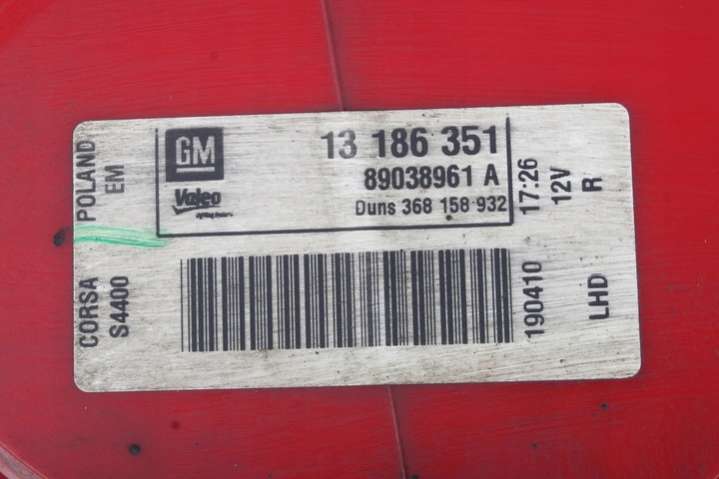 POLAND
EM
GM
13 186 351
Valeo
89038961 A
Duns 368 158 932
17:26
12V
R
CORSA
S4400
190410
LHD